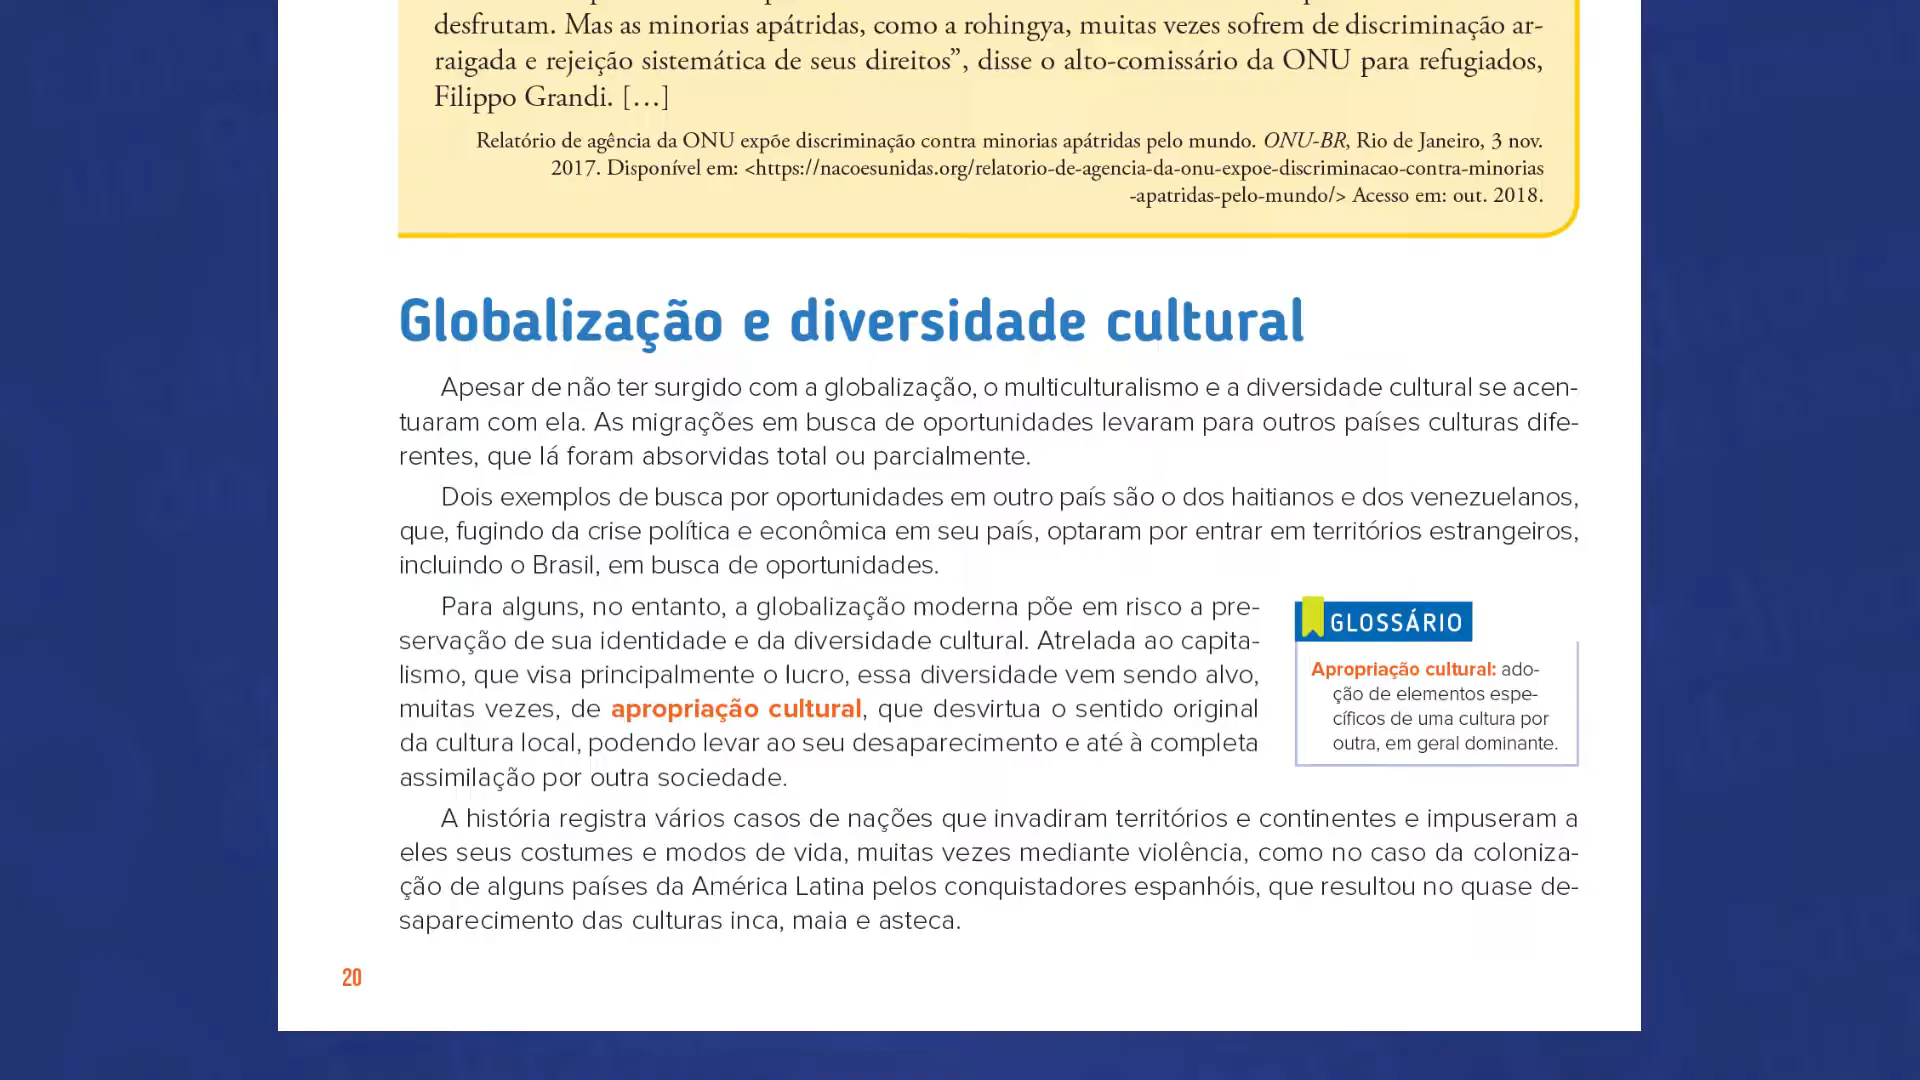 desfrutam. Mas as minorias apátridas, como a rohingya, muitas vezes sofrem de discriminação ar-
raigada e rejeição sistemática de seus direitos”, disse o alto-comissário da ONU para refugiados,
Filippo Grandi. […]
Relatório de agência da ONU expõe discriminação contra minorias apátridas pelo mundo. ONU-BR, Rio de Janeiro, 3 nov.
2017. Disponível em: <https://nacoesunidas.org/relatorio-de-agencia-da-onu-expoe-discriminacao-contra-minorias
-apatridas-pelo-mundo/> Acesso em: out. 2018.
Globalização e diversidade cultural
Apesar de não ter surgido com a globalização, o multiculturalismo e a diversidade cultural se acen-
tuaram com ela. As migrações em busca de oportunidades levaram para outros países culturas dife-
rentes, que lá foram absorvidas total ou parcialmente.
Dois exemplos de busca por oportunidades em outro país são o dos haitianos e dos venezuelanos,
que, fugindo da crise política e econômica em seu país, optaram por entrar em territórios estrangeiros,
incluindo o Brasil, em busca de oportunidades.
Para alguns, no entanto, a globalização moderna põe em risco a pre-
servação de sua identidade e da diversidade cultural. Atrelada ao capita-
lismo, que visa principalmente o lucro, essa diversidade vem sendo alvo,
muitas vezes, de apropriação cultural, que desvirtua o sentido original
da cultura local, podendo levar ao seu desaparecimento e até à completa
assimilação por outra sociedade.
GLOSSÁRIO
Apropriação cultural: ado-
ção de elementos espe-
cíficos de uma cultura por
outra, em geral dominante.
A história registra vários casos de nações que invadiram territórios e continentes e impuseram a
eles seus costumes e modos de vida, muitas vezes mediante violência, como no caso da coloniza-
ção de alguns países da América Latina pelos conquistadores espanhóis, que resultou no quase de-
saparecimento das culturas inca, maia e asteca.
20